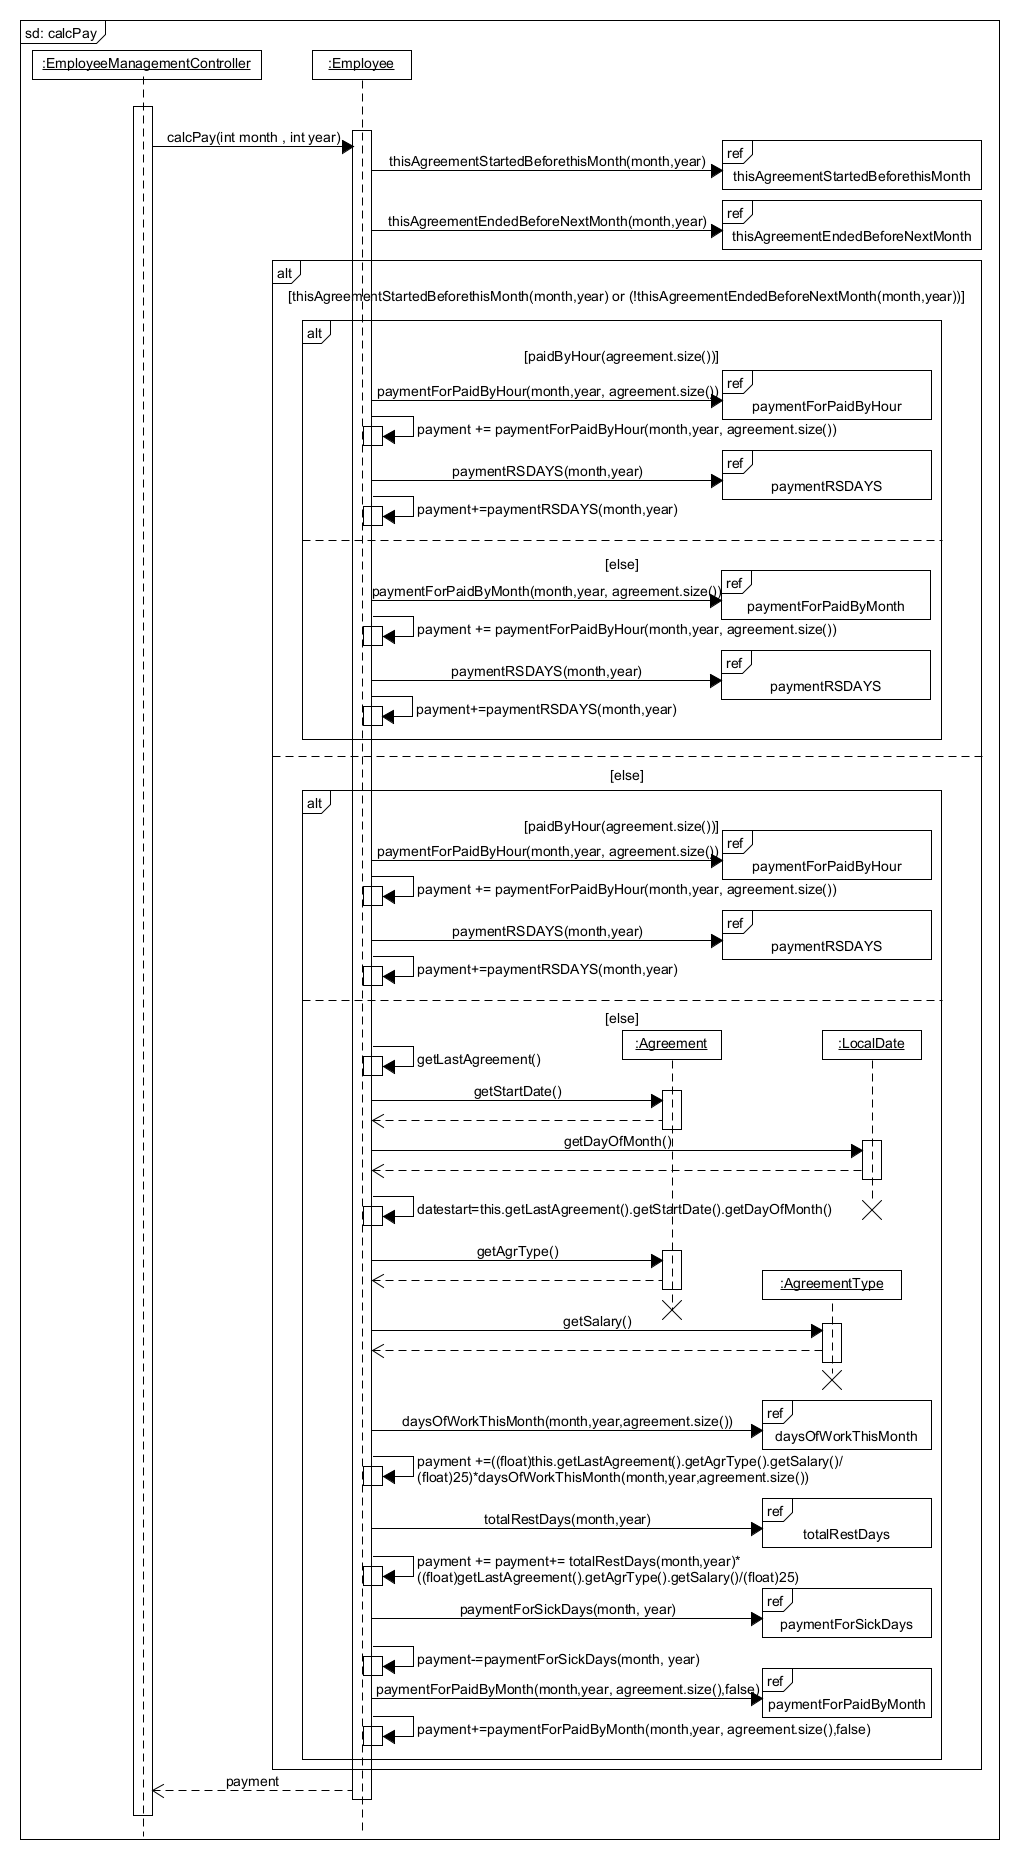 sd: calcPay
:EmployeeManagementController
:Employee
calcPay(int month , int year)
thisAgreementStartedBeforethisMonth(month,year)
ref
thisAgreementStartedBeforethisMonth
thisAgreementEndedBeforeNextMonth(month,year)
ref
thisAgreementEndedBeforeNextMonth
alt
[thisAgreementStartedBeforethisMonth(month,year) or (!thisAgreementEndedBeforeNextMonth(month,year))]
alt
[paidByHour(agreement.size())]
paymentForPaidByHour(month,year, agreement.size())
ref
paymentForPaidByHour
payment += paymentForPaidByHour(month,year, agreement.size())
paymentRSDAYS(month,year)
ref
paymentRSDAYS
payment+=paymentRSDAYS(month,year)
[else]
paymentForPaidByMonth(month,year, agreement.size())
ref
paymentForPaidByMonth
payment += paymentForPaidByHour(month,year, agreement.size())
paymentRSDAYS(month,year)
ref
paymentRSDAYS
payment+=paymentRSDAYS(month,year)
[else]
alt
[paidByHour(agreement.size())]
paymentForPaidByHour(month,year, agreement.size())
ref
paymentForPaidByHour
payment += paymentForPaidByHour(month,year, agreement.size())
paymentRSDAYS(month,year)
ref
paymentRSDAYS
payment+=paymentRSDAYS(month,year)
[else]
:Agreement
:LocalDate
getLastAgreement()
getStartDate()
getDayOfMonth()
datestart=this.getLastAgreement().getStartDate().getDayOfMonth()
getAgrType()
:AgreementType
getSalary()
daysOfWorkThisMonth(month,year,agreement.size())
ref
daysOfWorkThisMonth
payment +=((float)this.getLastAgreement().getAgrType().getSalary()/
(float)25)*daysOfWorkThisMonth(month,year,agreement.size())
totalRestDays(month,year)
ref
totalRestDays
payment += payment+= totalRestDays(month,year)*
((float)getLastAgreement().getAgrType().getSalary()/(float)25)
paymentForSickDays(month, year)
ref
paymentForSickDays
payment-=paymentForSickDays(month, year)
paymentForPaidByMonth(month,year, agreement.size(),false)
ref
paymentForPaidByMonth
payment+=paymentForPaidByMonth(month,year, agreement.size(),false)
payment